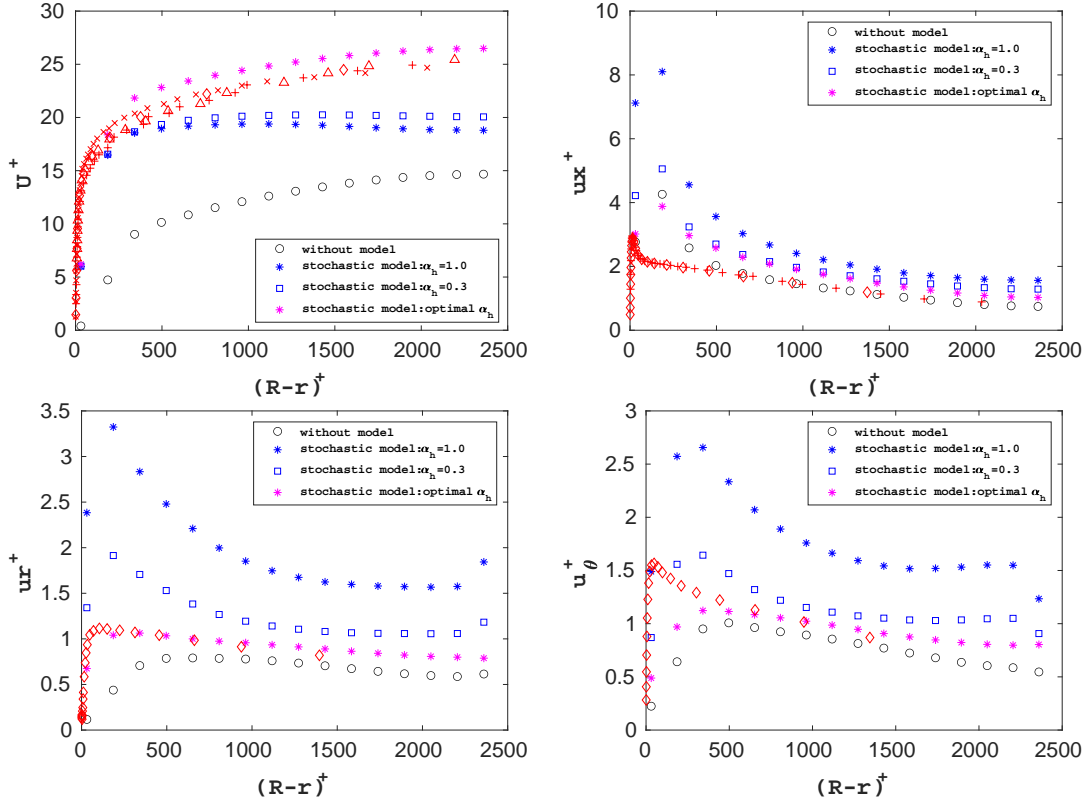 30
25
20
15
10
5
0
U⁺
0 500 1000 1500 2000 2500
(R-r)⁺
without model
stochastic model:αₕ=1.0
stochastic model:αₕ=0.3
stochastic model:optimal αₕ
10
8
6
4
2
0
ux⁺
0 500 1000 1500 2000 2500
(R-r)⁺
without model
stochastic model:αₕ=1.0
stochastic model:αₕ=0.3
stochastic model:optimal αₕ
3.5
3
2.5
2
1.5
1
0.5
0
ur⁺
0 500 1000 1500 2000 2500
(R-r)⁺
without model
stochastic model:αₕ=1.0
stochastic model:αₕ=0.3
stochastic model:optimal αₕ
3
2.5
2
1.5
1
0.5
0
u⁺_θ
0 500 1000 1500 2000 2500
(R-r)⁺
without model
stochastic model:αₕ=1.0
stochastic model:αₕ=0.3
stochastic model:optimal αₕ